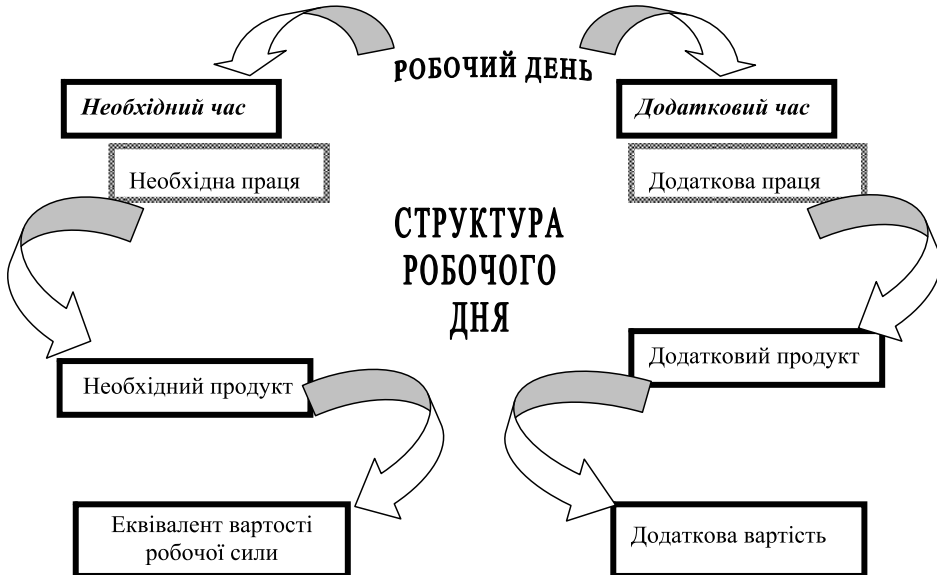 РОБОЧИЙ ДЕНЬ
Необхідний час
Додатковий час
Необхідна праця
Додаткова праця
СТРУКТУРА
РОБОЧОГО
ДНЯ
Необхідний продукт
Додатковий продукт
Еквівалент вартості
робочої сили
Додаткова вартість